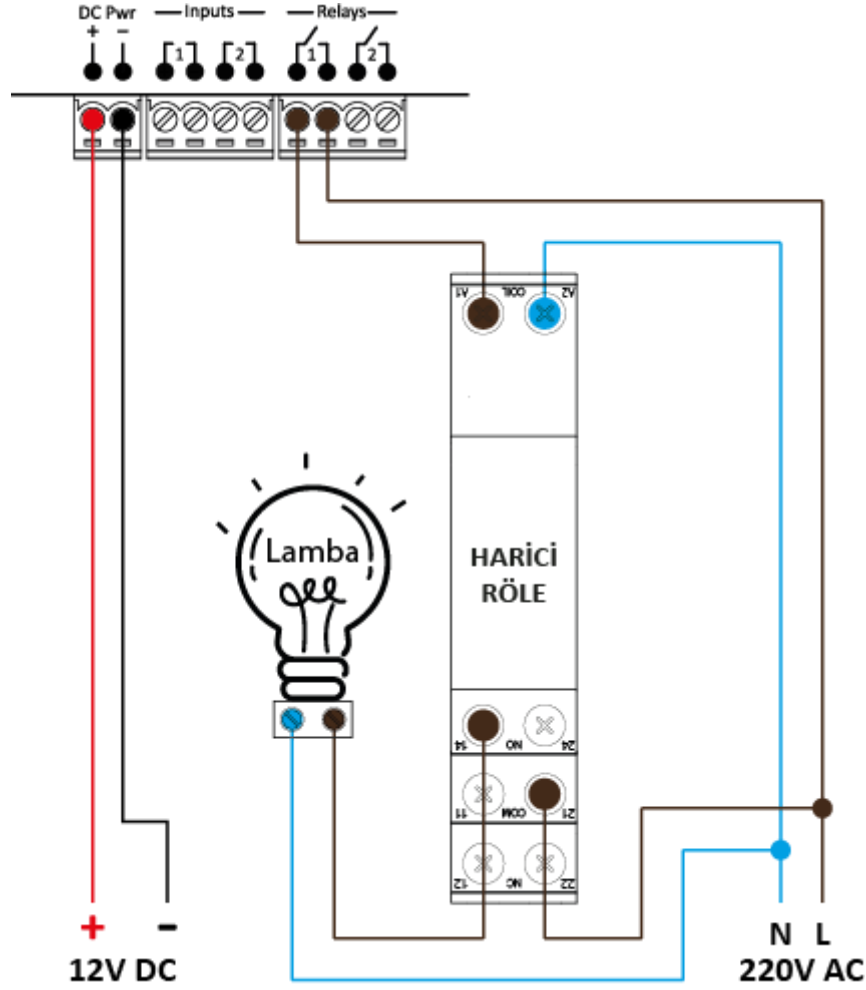 DC Pwr
+ −
Inputs
1 2
Relays
1 2
A1 COIL A2
Lamba
HARİCİ
RÖLE
14 NO 24
11 COM 21
12 NC 22
+ −
12V DC
N L
220V AC